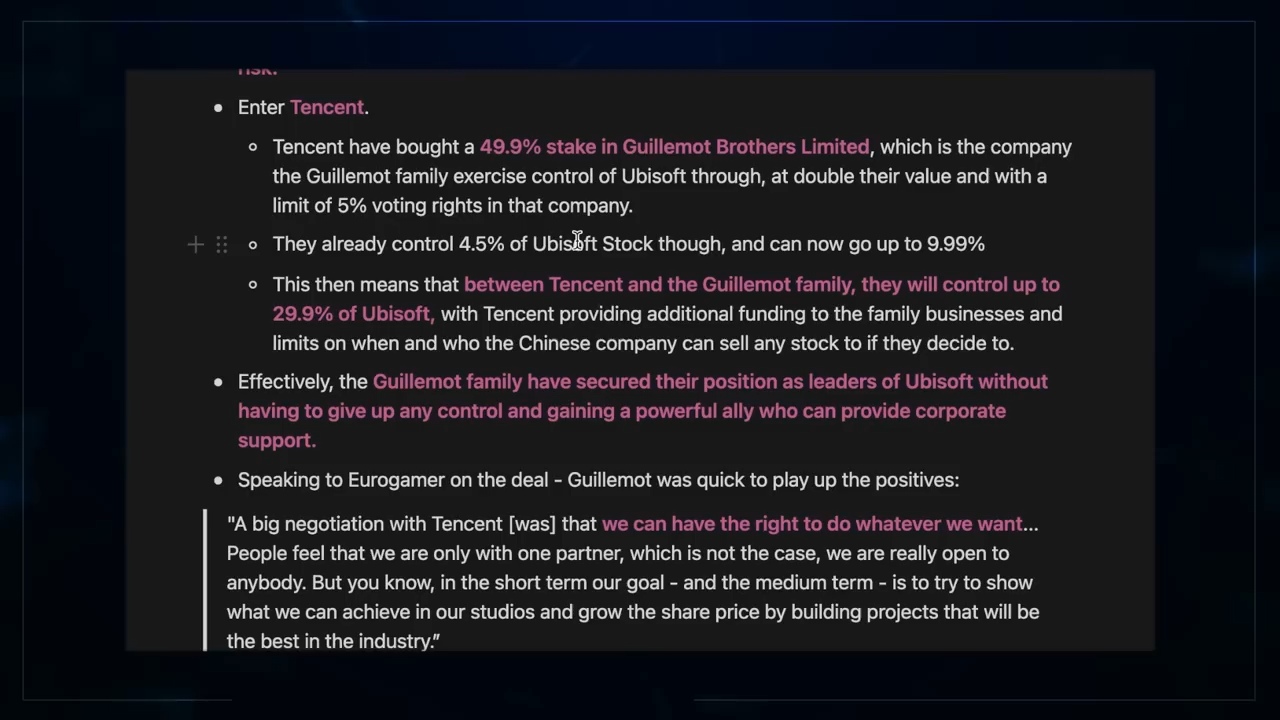 risk.
Enter Tencent.
Tencent have bought a 49.9% stake in Guillemot Brothers Limited, which is the company
the Guillemot family exercise control of Ubisoft through, at double their value and with a
limit of 5% voting rights in that company.
They already control 4.5% of Ubisoft Stock though, and can now go up to 9.99%
This then means that between Tencent and the Guillemot family, they will control up to
29.9% of Ubisoft, with Tencent providing additional funding to the family businesses and
limits on when and who the Chinese company can sell any stock to if they decide to.
Effectively, the Guillemot family have secured their position as leaders of Ubisoft without
having to give up any control and gaining a powerful ally who can provide corporate
support.
Speaking to Eurogamer on the deal - Guillemot was quick to play up the positives:
"A big negotiation with Tencent [was] that we can have the right to do whatever we want...
People feel that we are only with one partner, which is not the case, we are really open to
anybody. But you know, in the short term our goal - and the medium term - is to try to show
what we can achieve in our studios and grow the share price by building projects that will be
the best in the industry.”